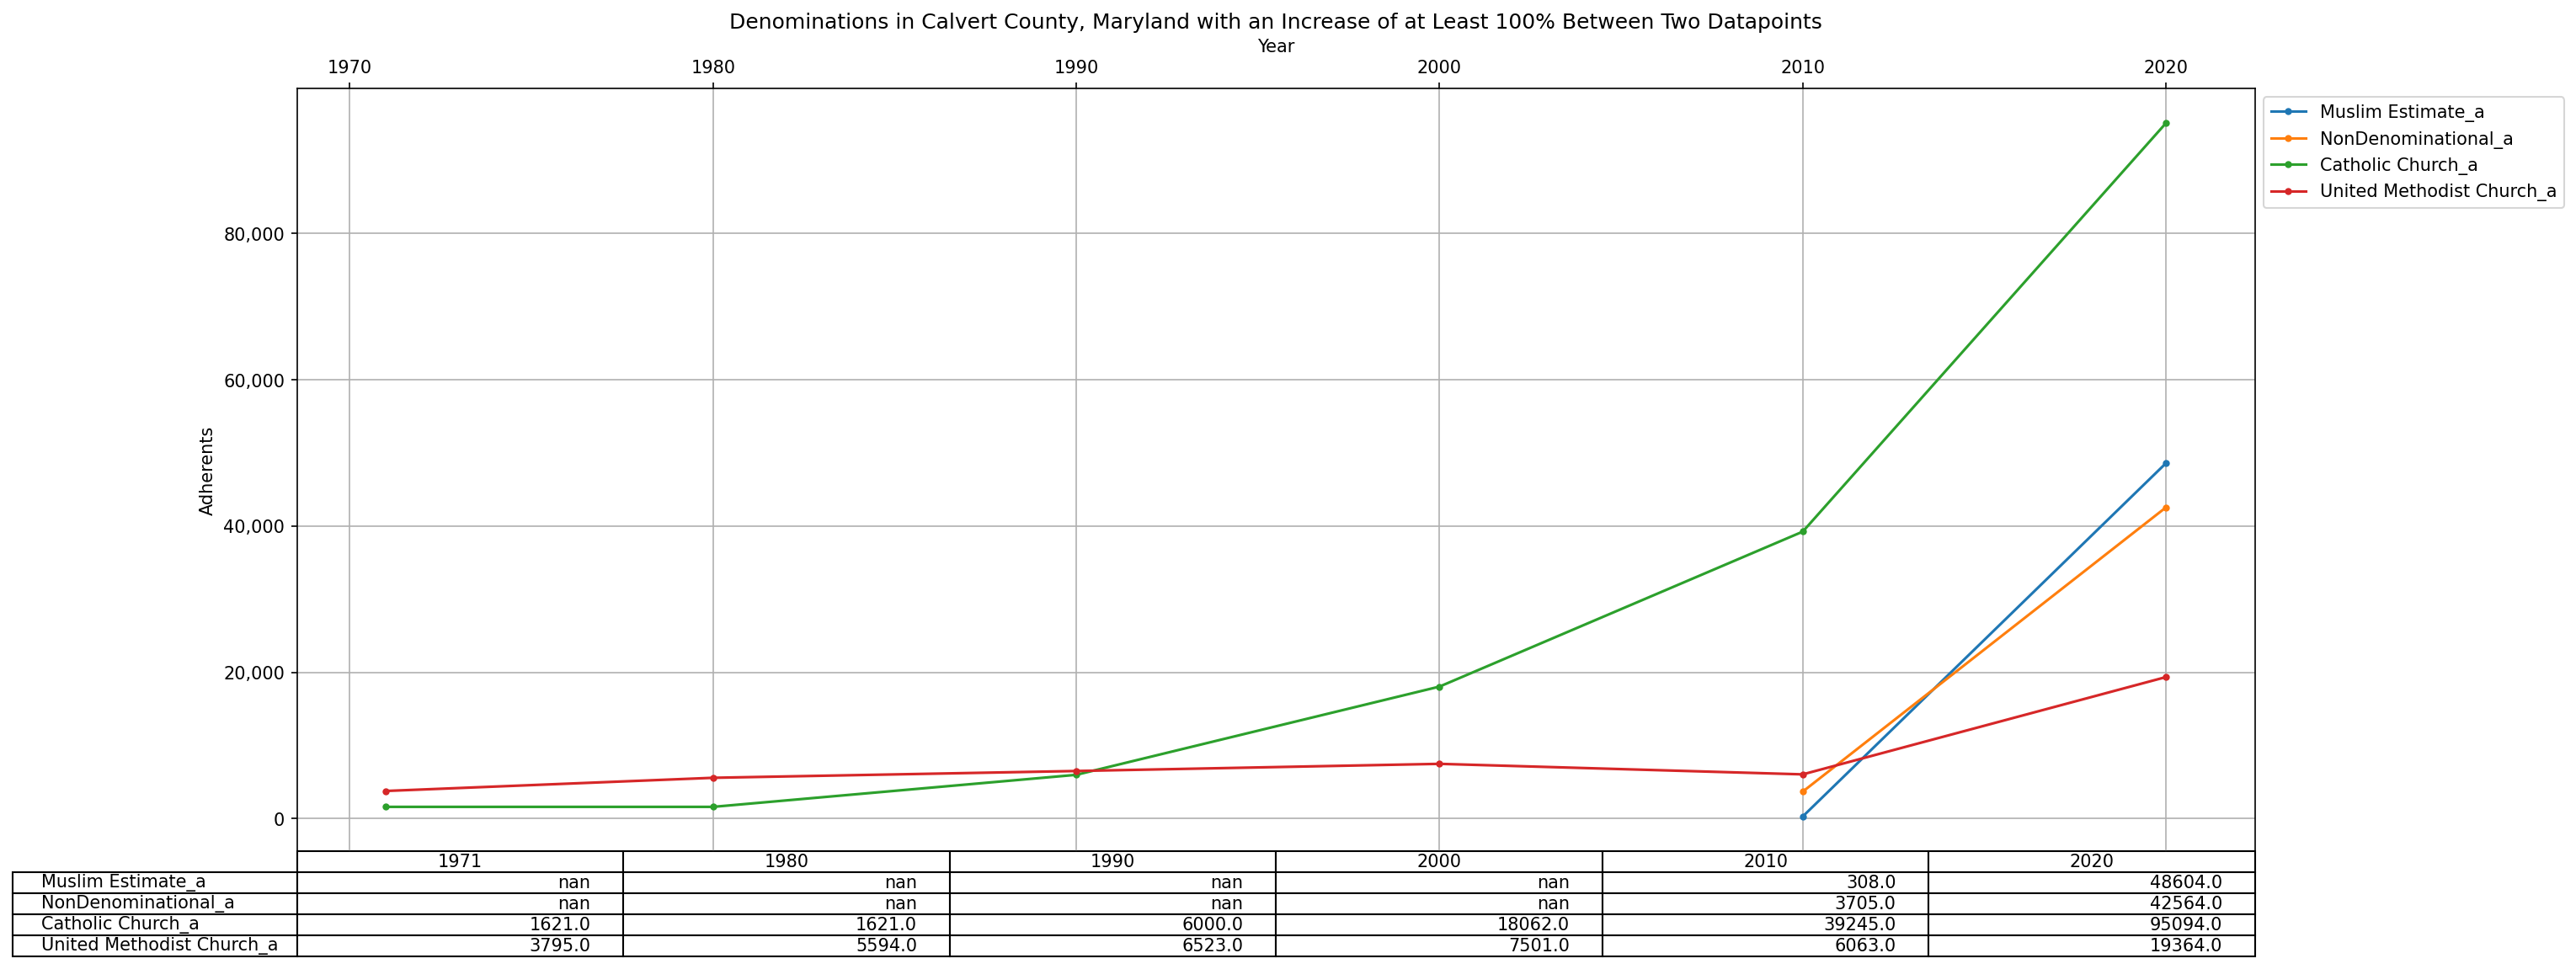 Denominations in Calvert County, Maryland with an Increase of at Least 100% Between Two Datapoints
Year
1970 1980 1990 2000 2010 2020
Muslim Estimate_a
NonDenominational_a
Catholic Church_a
United Methodist Church_a
80,000
60,000
40,000
20,000
0
Adherents
1971 1980 1990 2000 2010 2020
Muslim Estimate_a nan nan nan nan 308.0 48604.0
NonDenominational_a nan nan nan nan 3705.0 42564.0
Catholic Church_a 1621.0 1621.0 6000.0 18062.0 39245.0 95094.0
United Methodist Church_a 3795.0 5594.0 6523.0 7501.0 6063.0 19364.0